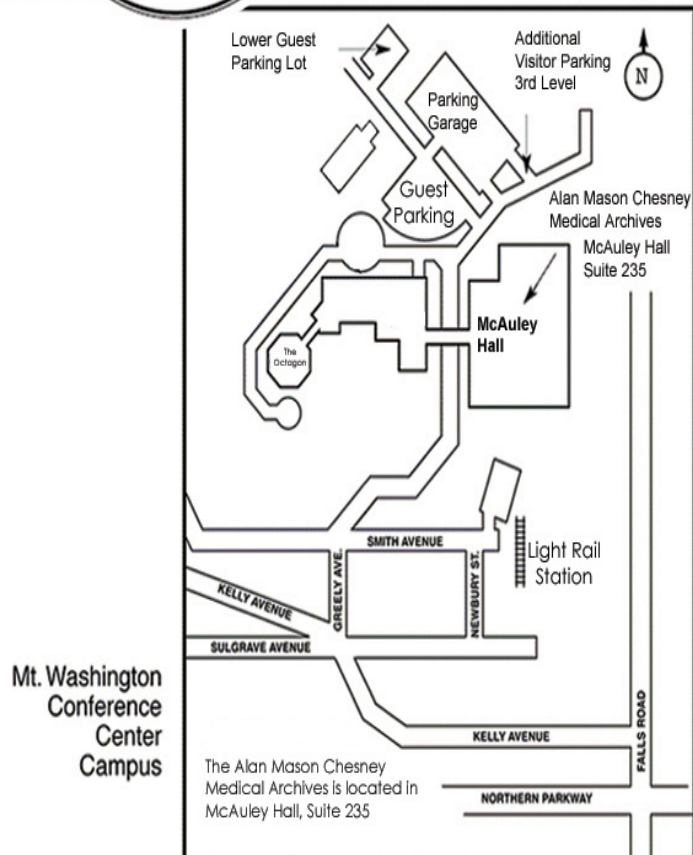 Lower Guest
Parking Lot
Additional
Visitor Parking
3rd Level
N
Parking
Garage
Guest
Parking
Alan Mason Chesney
Medical Archives
McAuley Hall
Suite 235
McAuley
Hall
The
Octagon
SMITH AVENUE
Light Rail
Station
KELLY AVENUE
GREELY AVE.
NEWBURY ST.
SULGRAVE AVENUE
Mt. Washington
Conference
Center
Campus
FALLS ROAD
KELLY AVENUE
The Alan Mason Chesney
Medical Archives is located in
McAuley Hall, Suite 235
NORTHERN PARKWAY